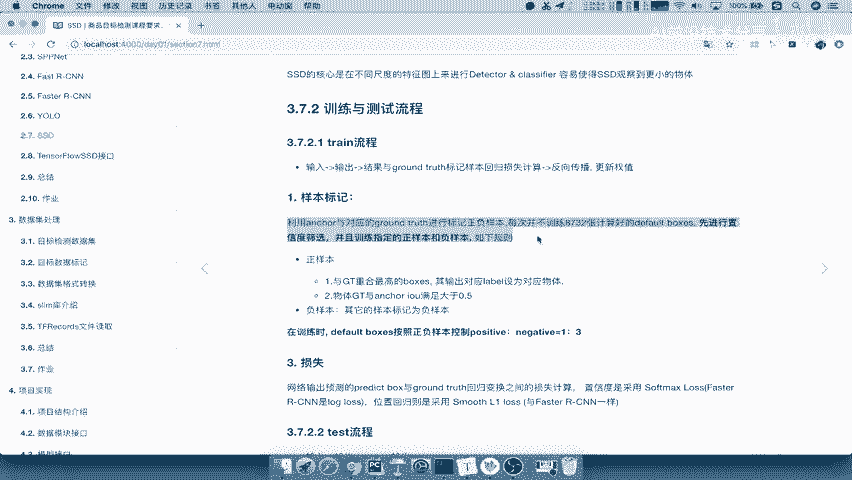 Chrome 文件 修改 视图 历史记录 书签 其他人 电动窗 帮助
100%
SSD | 商品目标检测课程要求...
localhost:4000/day01/section7.html
2.3. SPPNet
2.4. Fast R-CNN
2.5. Faster R-CNN
2.6. YOLO
2.7. SSD
2.8. TensorFlowSSD接口
2.9. 总结
2.10. 作业
3. 数据集处理
3.1. 目标检测数据集
3.2. 目标数据标记
3.3. 数据集格式转换
3.4. slim库介绍
3.5. TFRecords文件读取
3.6. 总结
3.7. 作业
4. 项目实现
4.1. 项目结构介绍
4.2. 数据模块接口
SSD的核心是在不同尺度的特征图上来进行Detector & classifier 容易使得SSD观察到更小的物体
3.7.2 训练与测试流程
3.7.2.1 train流程
输入->输出->结果与ground truth标记样本回归损失计算->反向传播, 更新权值
1. 样本标记：
利用anchor与对应的ground truth进行标记正负样本,每次并不训练8732张计算好的default boxes, 先进行置
信度筛选，并且训练指定的正样本和负样本, 如下规则
正样本
1.与GT重合最高的boxes, 其输出对应label设为对应物体.
2.物体GT与anchor iou满足大于0.5
负样本：其它的样本标记为负样本
在训练时, default boxes按照正负样本控制positive：negative=1：3
3. 损失
网络输出预测的predict box与ground truth回归变换之间的损失计算， 置信度是采用 Softmax Loss(Faster
R-CNN是log loss)，位置回归则是采用 Smooth L1 loss (与Faster R-CNN一样)
3.7.2.2 test流程